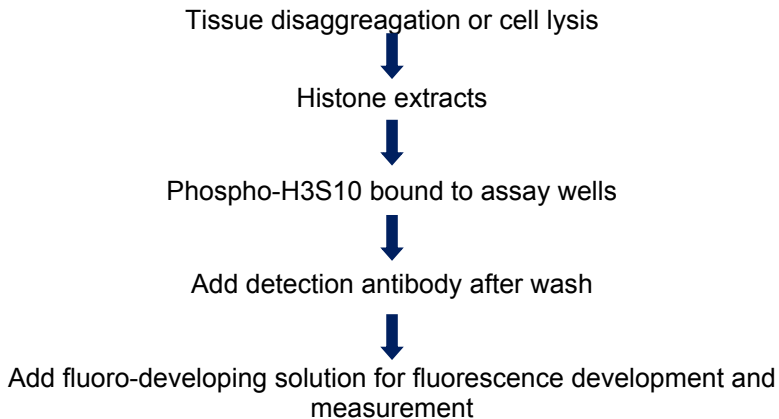 Tissue disaggreagation or cell lysis
Histone extracts
Phospho-H3S10 bound to assay wells
Add detection antibody after wash
Add fluoro-developing solution for fluorescence development and
measurement